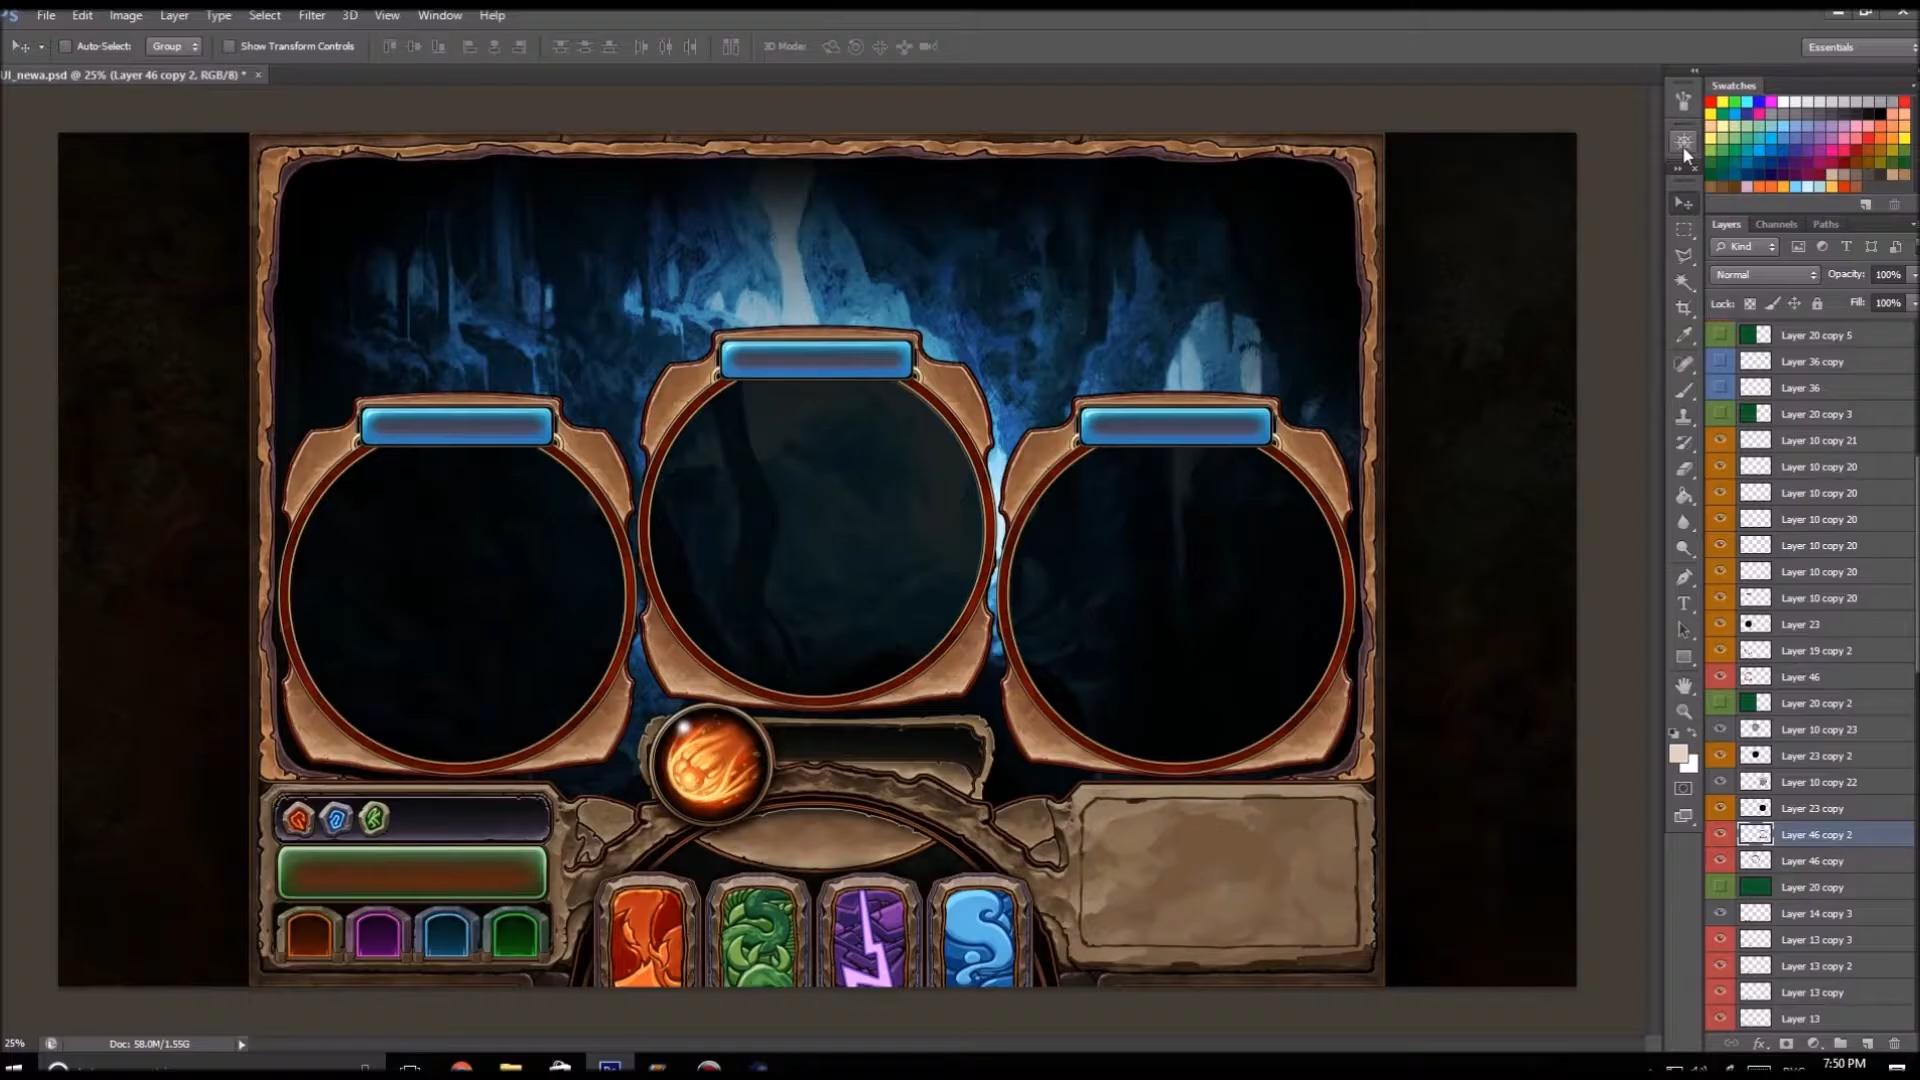 File Edit Image Layer Type Select Filter 3D View Window Help
Auto-Select: Group Show Transform Controls 3D Mode: Essentials
UI_newa.psd @ 25% (Layer 46 copy 2, RGB/8) * ×
Swatches
Layers Channels Paths
Kind
Normal Opacity: 100%
Lock: Fill: 100%
Layer 20 copy 5
Layer 36 copy
Layer 36
Layer 20 copy 3
Layer 10 copy 21
Layer 10 copy 20
Layer 10 copy 20
Layer 10 copy 20
Layer 10 copy 20
Layer 10 copy 20
Layer 10 copy 20
Layer 23
Layer 19 copy 2
Layer 46
Layer 20 copy 2
Layer 10 copy 23
Layer 23 copy 2
Layer 10 copy 22
Layer 23 copy
Layer 46 copy 2
Layer 46 copy
Layer 20 copy
Layer 14 copy 3
Layer 13 copy 3
Layer 13 copy 2
Layer 13 copy
Layer 13
25% Doc: 58.0M/1.55G
fx
7:50 PM